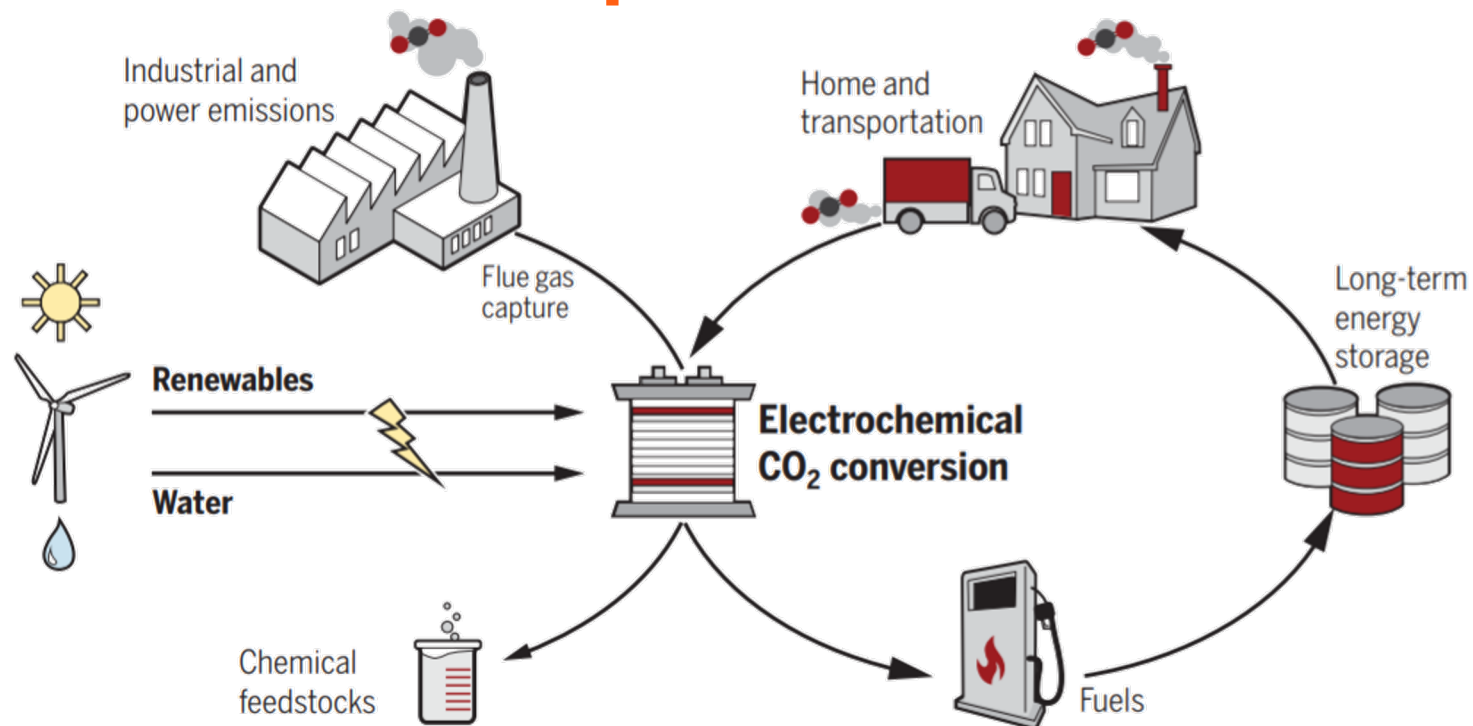 Industrial and
power emissions
Home and
transportation
Flue gas
capture
Long-term
energy
storage
Renewables
Electrochemical
CO₂ conversion
Water
Chemical
feedstocks
Fuels